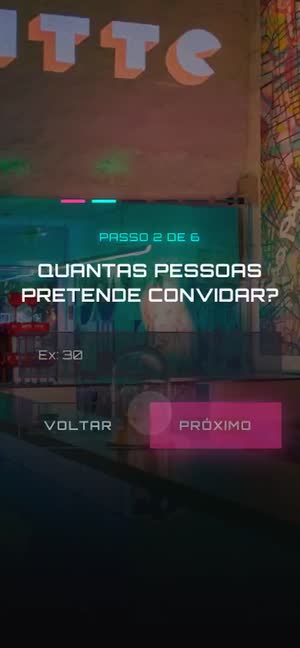 PASSO 2 DE 6
QUANTAS PESSOAS
PRETENDE CONVIDAR?
Ex: 30
VOLTAR
PRÓXIMO